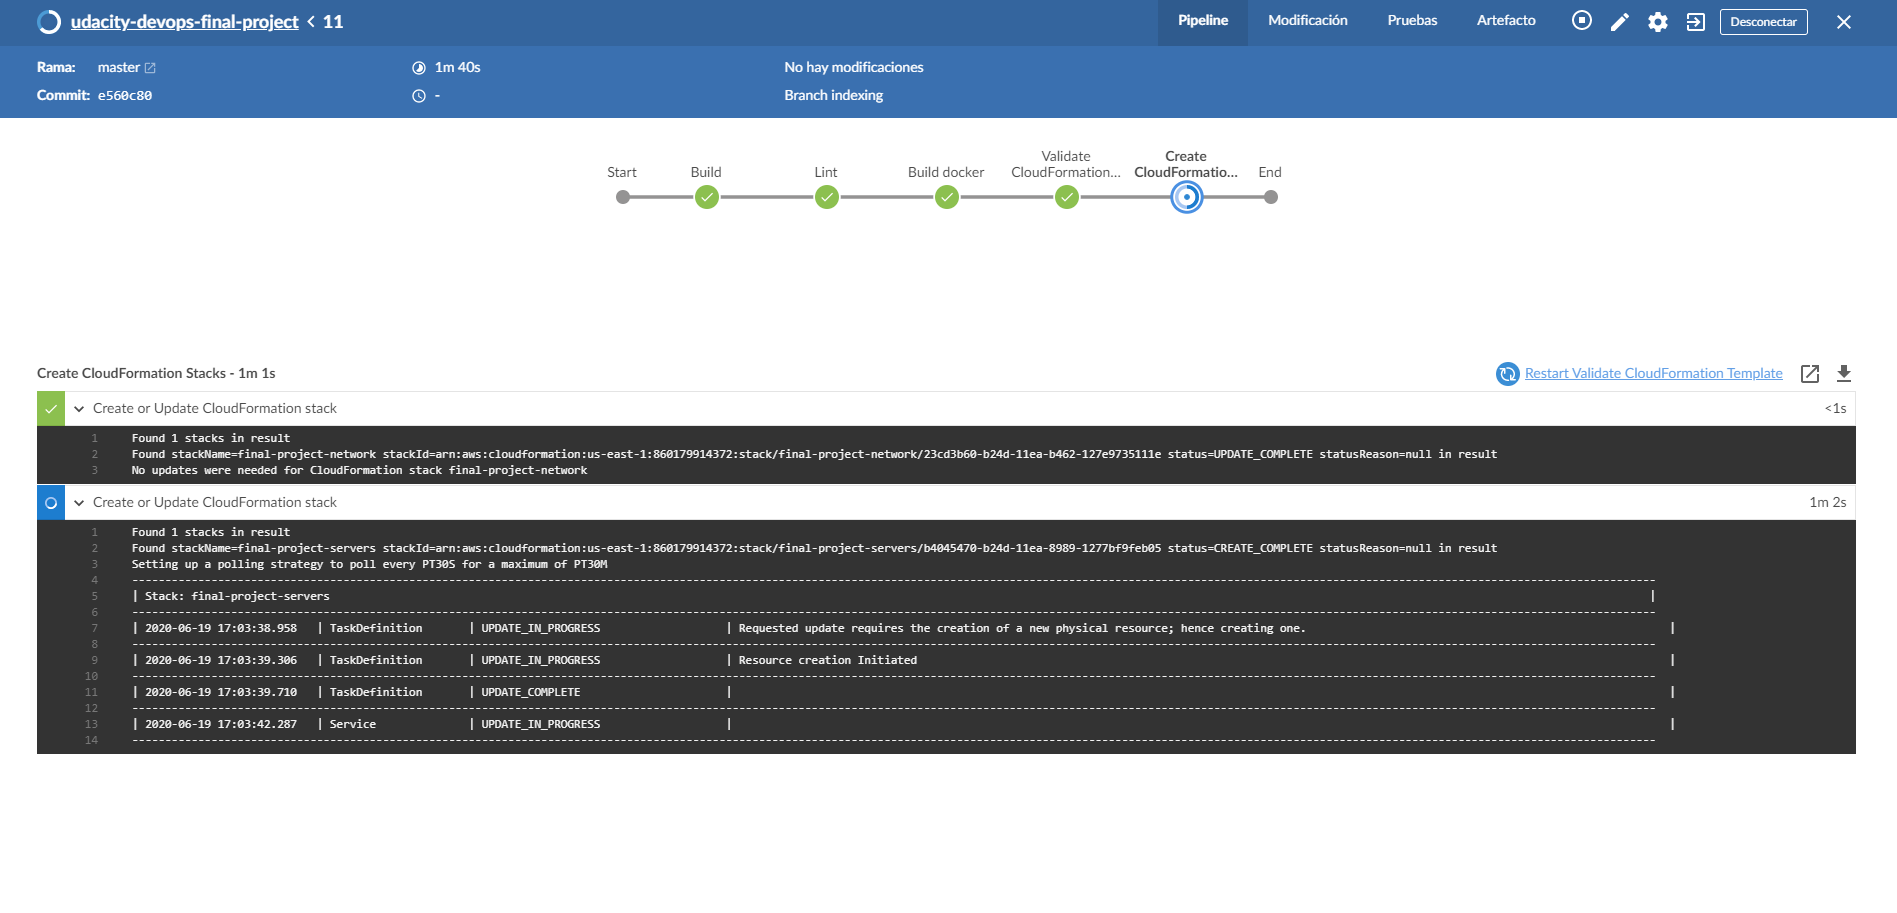 udacity-devops-final-project < 11
Pipeline Modificación Pruebas Artefacto Desconectar
Rama: master 1m 40s No hay modificaciones
Commit: e560c80 - Branch indexing
Start Build Lint Build docker Validate CloudFormation... Create CloudFormatio... End
Create CloudFormation Stacks - 1m 1s Restart Validate CloudFormation Template
Create or Update CloudFormation stack <1s
1 Found 1 stacks in result
2 Found stackName=final-project-network stackId=arn:aws:cloudformation:us-east-1:860179914372:stack/final-project-network/23cd3b60-b24d-11ea-b462-127e9735111e status=UPDATE_COMPLETE statusReason=null in result
3 No updates were needed for CloudFormation stack final-project-network
Create or Update CloudFormation stack 1m 2s
1 Found 1 stacks in result
2 Found stackName=final-project-servers stackId=arn:aws:cloudformation:us-east-1:860179914372:stack/final-project-servers/b4045470-b24d-11ea-8989-1277bf9feb05 status=CREATE_COMPLETE statusReason=null in result
3 Setting up a polling strategy to poll every PT30S for a maximum of PT30M
4 --------------------
5 | Stack: final-project-servers |
6 --------------------
7 | 2020-06-19 17:03:38.958 | TaskDefinition | UPDATE_IN_PROGRESS | Requested update requires the creation of a new physical resource; hence creating one. |
8 --------------------
9 | 2020-06-19 17:03:39.306 | TaskDefinition | UPDATE_IN_PROGRESS | Resource creation Initiated |
10 --------------------
11 | 2020-06-19 17:03:39.710 | TaskDefinition | UPDATE_COMPLETE | |
12 --------------------
13 | 2020-06-19 17:03:42.287 | Service | UPDATE_IN_PROGRESS | |
14 --------------------